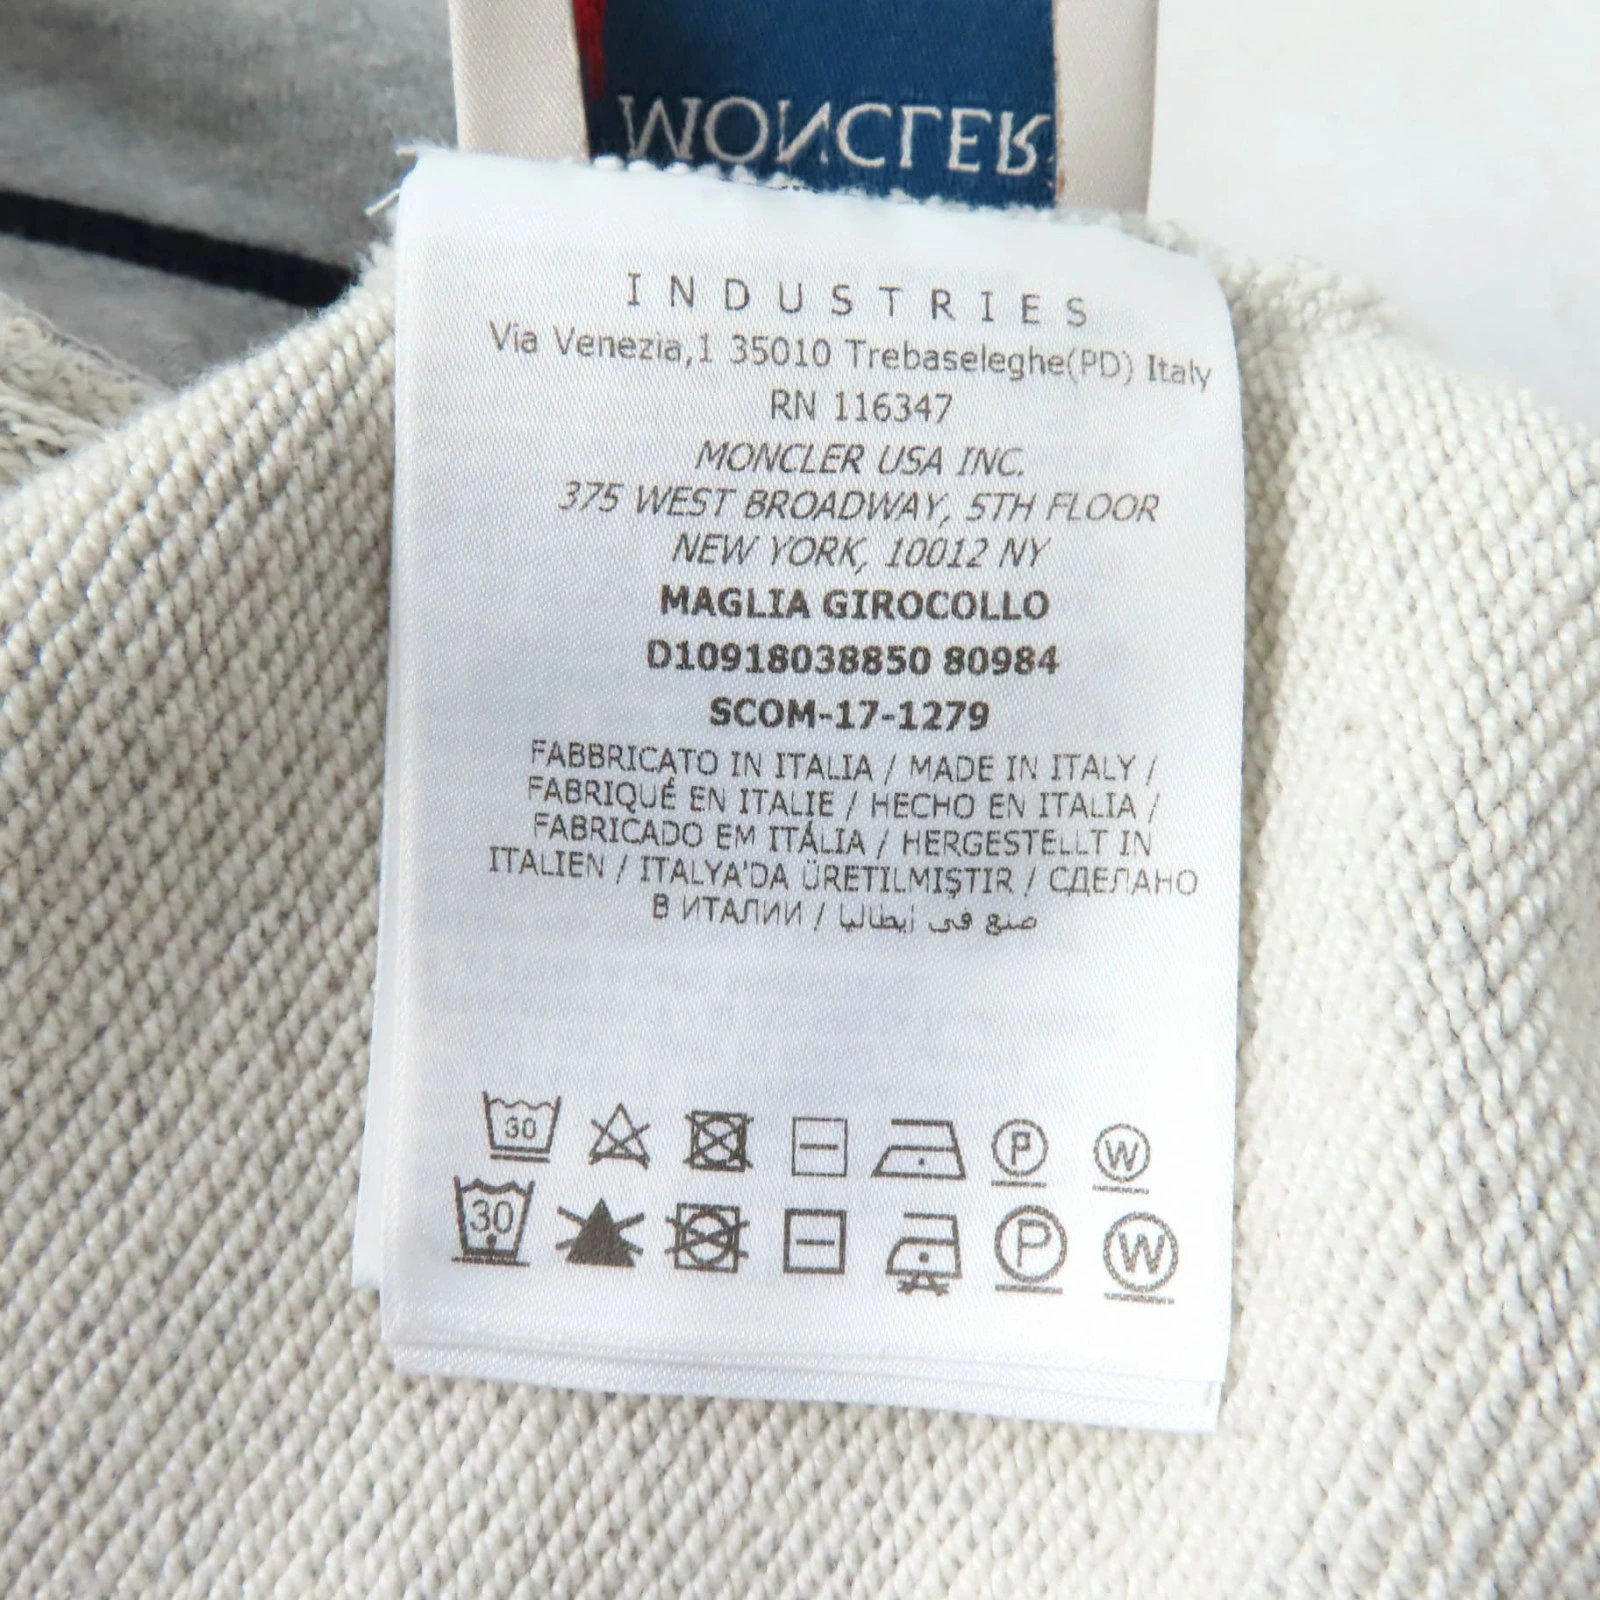 MONCLER
INDUSTRIES
Via Venezia,1 35010 Trebaseleghe(PD) Italy
RN 116347
MONCLER USA INC.
375 WEST BROADWAY, 5TH FLOOR
NEW YORK, 10012 NY
MAGLIA GIROCOLLO
D10918038850 80984
SCOM-17-1279
FABBRICATO IN ITALIA / MADE IN ITALY /
FABRIQUÉ EN ITALIE / HECHO EN ITALIA /
FABRICADO EM ITÁLIA / HERGESTELLT IN
ITALIEN / ITALYA'DA ÜRETILMIŞTIR / СДЕЛАНО
В ИТАЛИИ / صنع في إيطاليا
30 P W
30 P W